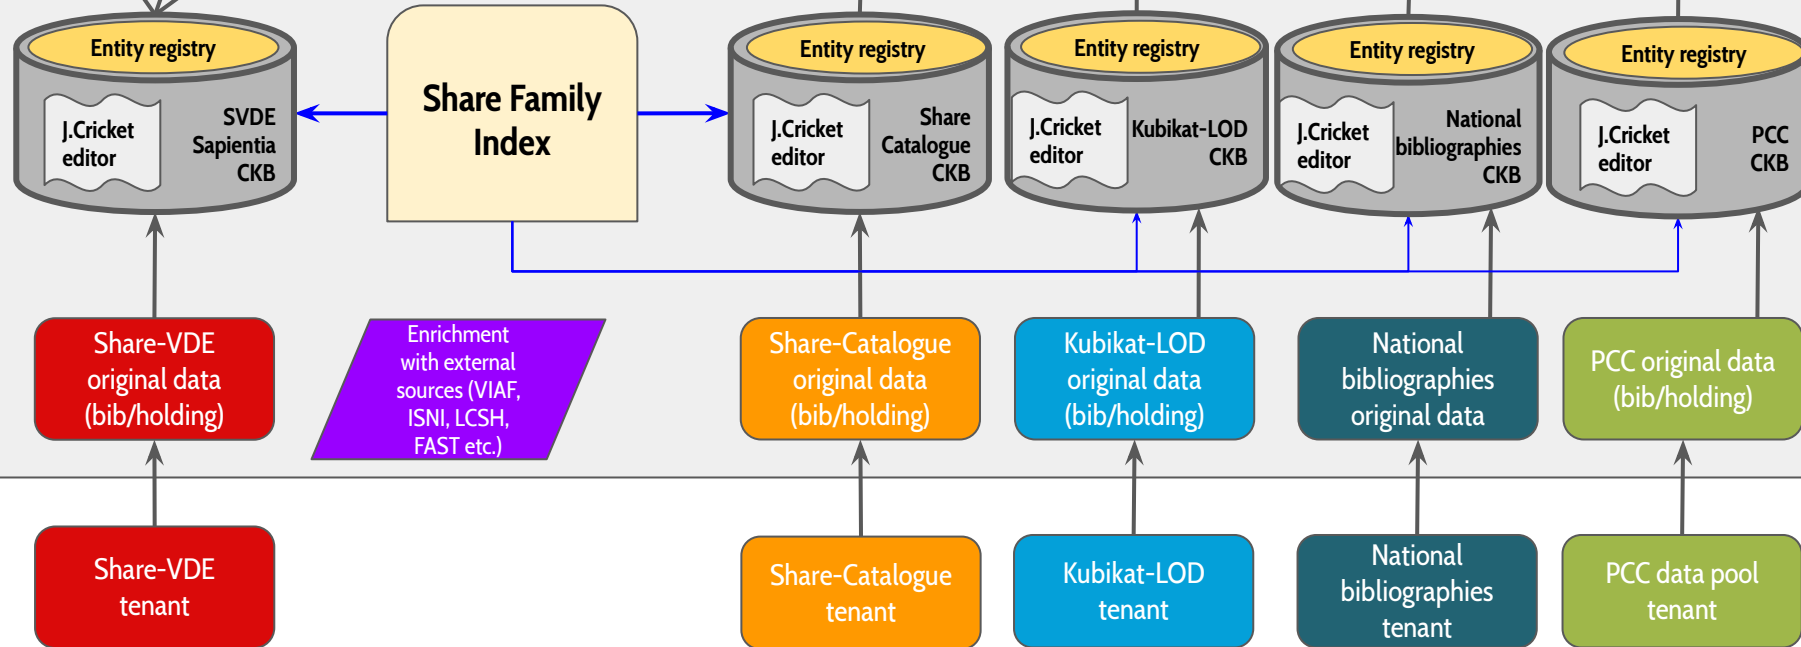 Entity registry
J.Cricket
editor
SVDE
Sapientia
CKB
Share Family
Index
Entity registry
J.Cricket
editor
Share
Catalogue
CKB
Entity registry
J.Cricket
editor
Kubikat-LOD
CKB
Entity registry
J.Cricket
editor
National
bibliographies
CKB
Entity registry
J.Cricket
editor
PCC
CKB
Share-VDE
original data
(bib/holding)
Enrichment
with external
sources (VIAF,
ISNI, LCSH,
FAST etc.)
Share-Catalogue
original data
(bib/holding)
Kubikat-LOD
original data
(bib/holding)
National
bibliographies
original data
PCC original data
(bib/holding)
Share-VDE
tenant
Share-Catalogue
tenant
Kubikat-LOD
tenant
National
bibliographies
tenant
PCC data pool
tenant